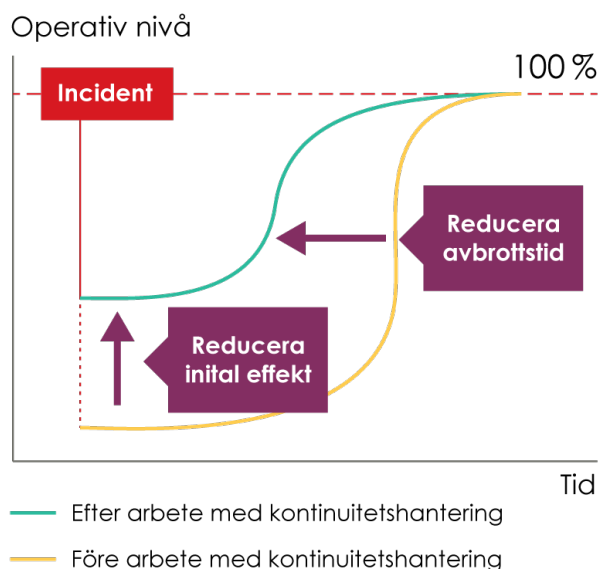 Operativ nivå
100 %
Incident
Reducera
avbrottstid
Reducera
inital effekt
Tid
Efter arbete med kontinuitetshantering
Före arbete med kontinuitetshantering